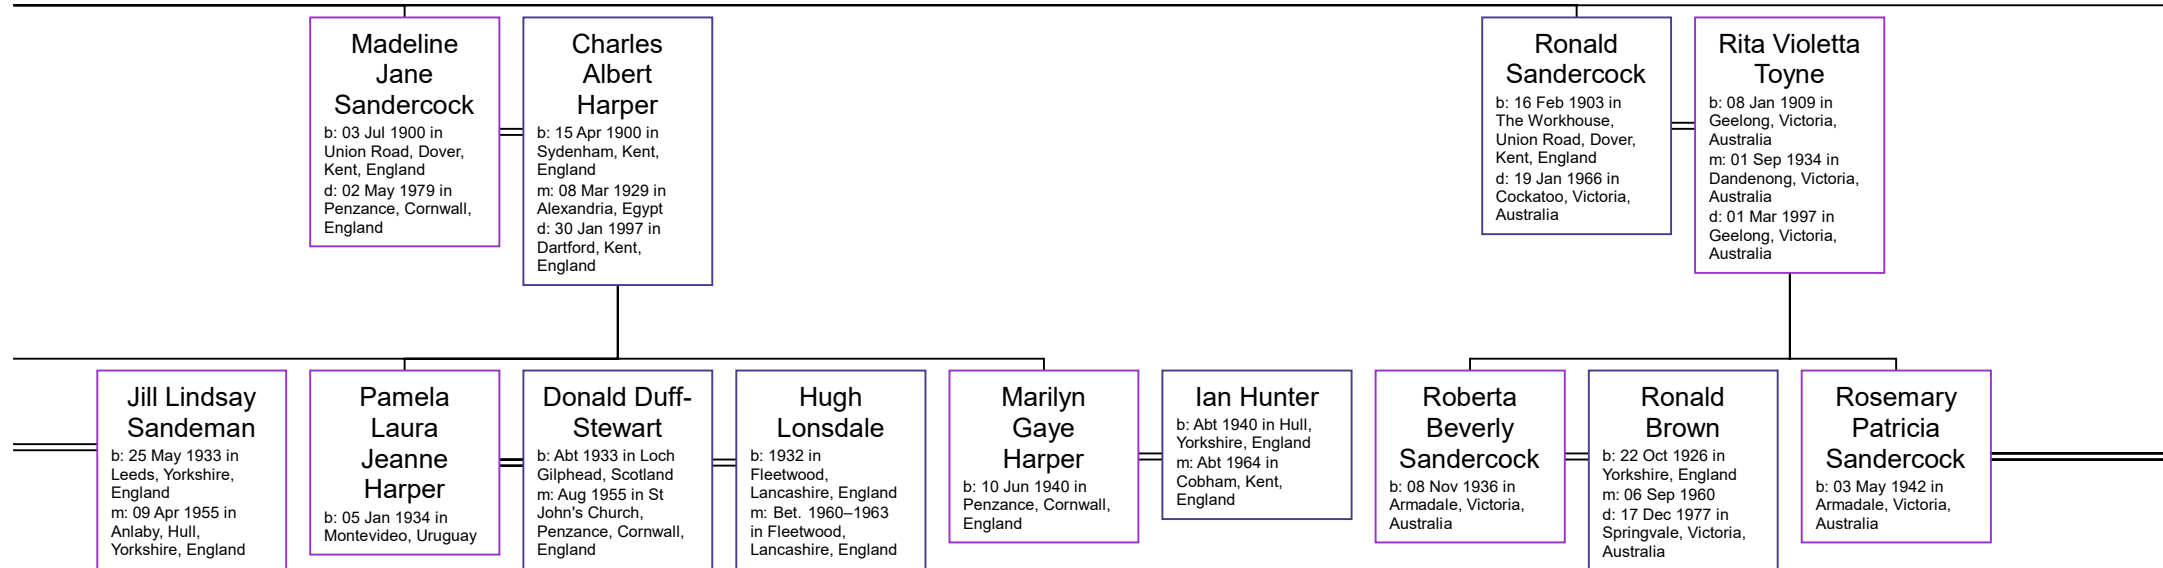 Madeline
Jane
Sandercock
b: 03 Jul 1900 in
Union Road, Dover,
Kent, England
d: 02 May 1979 in
Penzance, Cornwall,
England
Charles
Albert
Harper
b: 15 Apr 1900 in
Sydenham, Kent,
England
m: 08 Mar 1929 in
Alexandria, Egypt
d: 30 Jan 1997 in
Dartford, Kent,
England
Ronald
Sandercock
b: 16 Feb 1903 in
The Workhouse,
Union Road, Dover,
Kent, England
d: 19 Jan 1966 in
Cockatoo, Victoria,
Australia
Rita Violetta
Toyne
b: 08 Jan 1909 in
Geelong, Victoria,
Australia
m: 01 Sep 1934 in
Dandenong, Victoria,
Australia
d: 01 Mar 1997 in
Geelong, Victoria,
Australia
Jill Lindsay
Sandeman
b: 25 May 1933 in
Leeds, Yorkshire,
England
m: 09 Apr 1955 in
Anlaby, Hull,
Yorkshire, England
Pamela
Laura
Jeanne
Harper
b: 05 Jan 1934 in
Montevideo, Uruguay
Donald Duff-
Stewart
b: Abt 1933 in Loch
Gilphead, Scotland
m: Aug 1955 in St
John's Church,
Penzance, Cornwall,
England
Hugh
Lonsdale
b: 1932 in
Fleetwood,
Lancashire, England
m: Bet. 1960–1963
in Fleetwood,
Lancashire, England
Marilyn
Gaye
Harper
b: 10 Jun 1940 in
Penzance, Cornwall,
England
Ian Hunter
b: Abt 1940 in Hull,
Yorkshire, England
m: Abt 1964 in
Cobham, Kent,
England
Roberta
Beverly
Sandercock
b: 08 Nov 1936 in
Armadale, Victoria,
Australia
Ronald
Brown
b: 22 Oct 1926 in
Yorkshire, England
m: 06 Sep 1960
d: 17 Dec 1977 in
Springvale, Victoria,
Australia
Rosemary
Patricia
Sandercock
b: 03 May 1942 in
Armadale, Victoria,
Australia